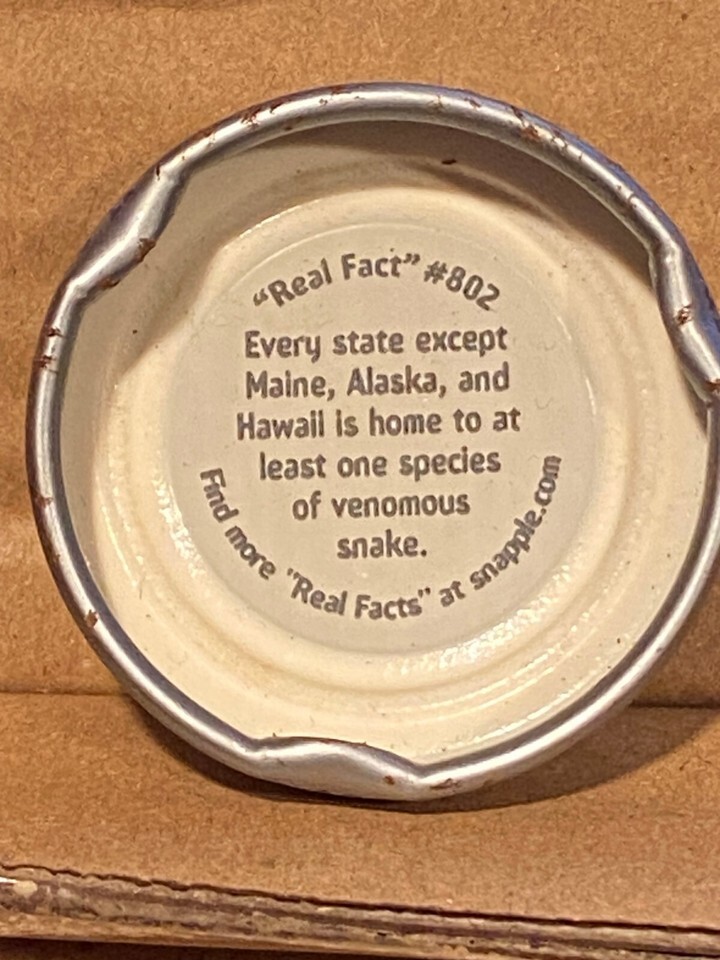 “Real Fact” #802
Every state except
Maine, Alaska, and
Hawaii is home to at
least one species
of venomous
snake.
Find more "Real Facts" at snapple.com